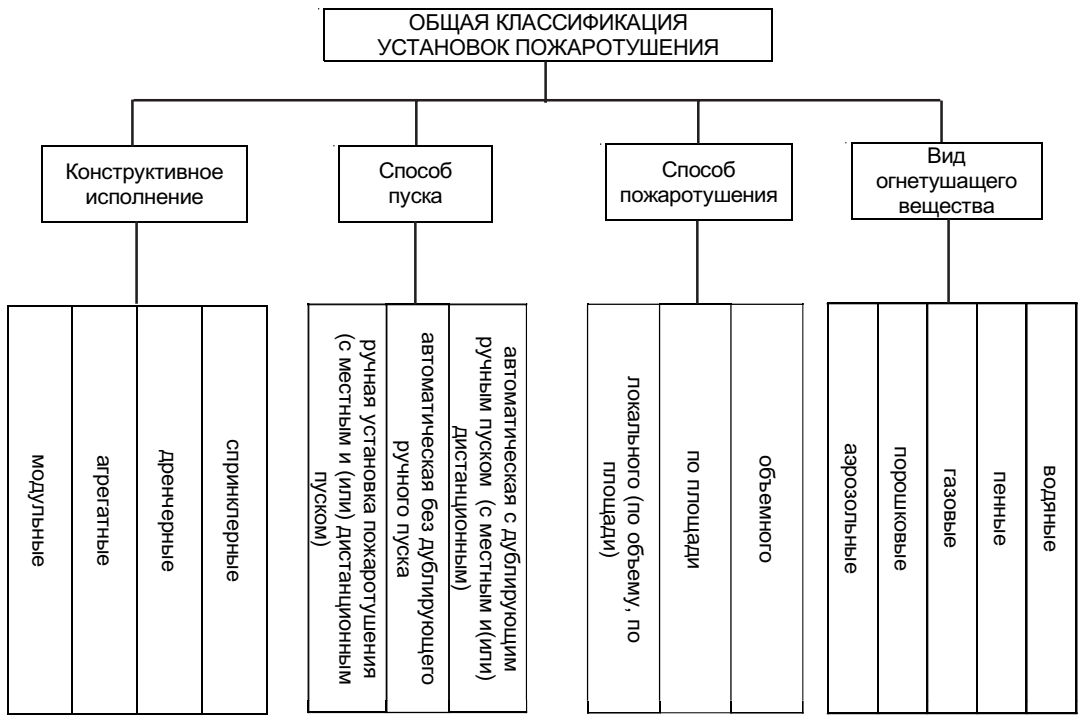 ОБЩАЯ КЛАССИФИКАЦИЯ
УСТАНОВОК ПОЖАРОТУШЕНИЯ
Конструктивное
исполнение
Способ
пуска
Способ
пожаротушения
Вид
огнетушащего
вещества
модульные
агрегатные
дренчерные
спринклерные
ручная установка пожаротушения
(с местным и (или) дистанционным
пуском)
автоматическая без дублирующего
ручного пуска
автоматическая с дублирующим
ручным пуском (с местным и(или)
дистанционным)
локального (по объему, по
площади)
по площади
объемного
аэрозольные
порошковые
газовые
пенные
водяные